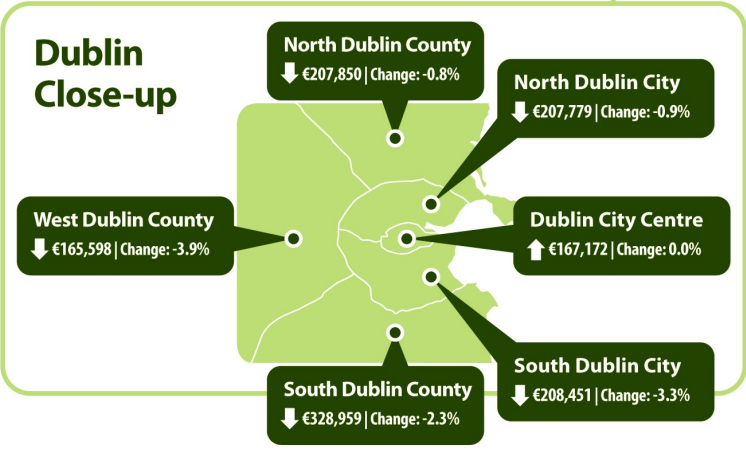 Dublin
Close-up
North Dublin County
€207,850 | Change: -0.8%
North Dublin City
€207,779 | Change: -0.9%
West Dublin County
€165,598 | Change: -3.9%
Dublin City Centre
€167,172 | Change: 0.0%
South Dublin City
€208,451 | Change: -3.3%
South Dublin County
€328,959 | Change: -2.3%